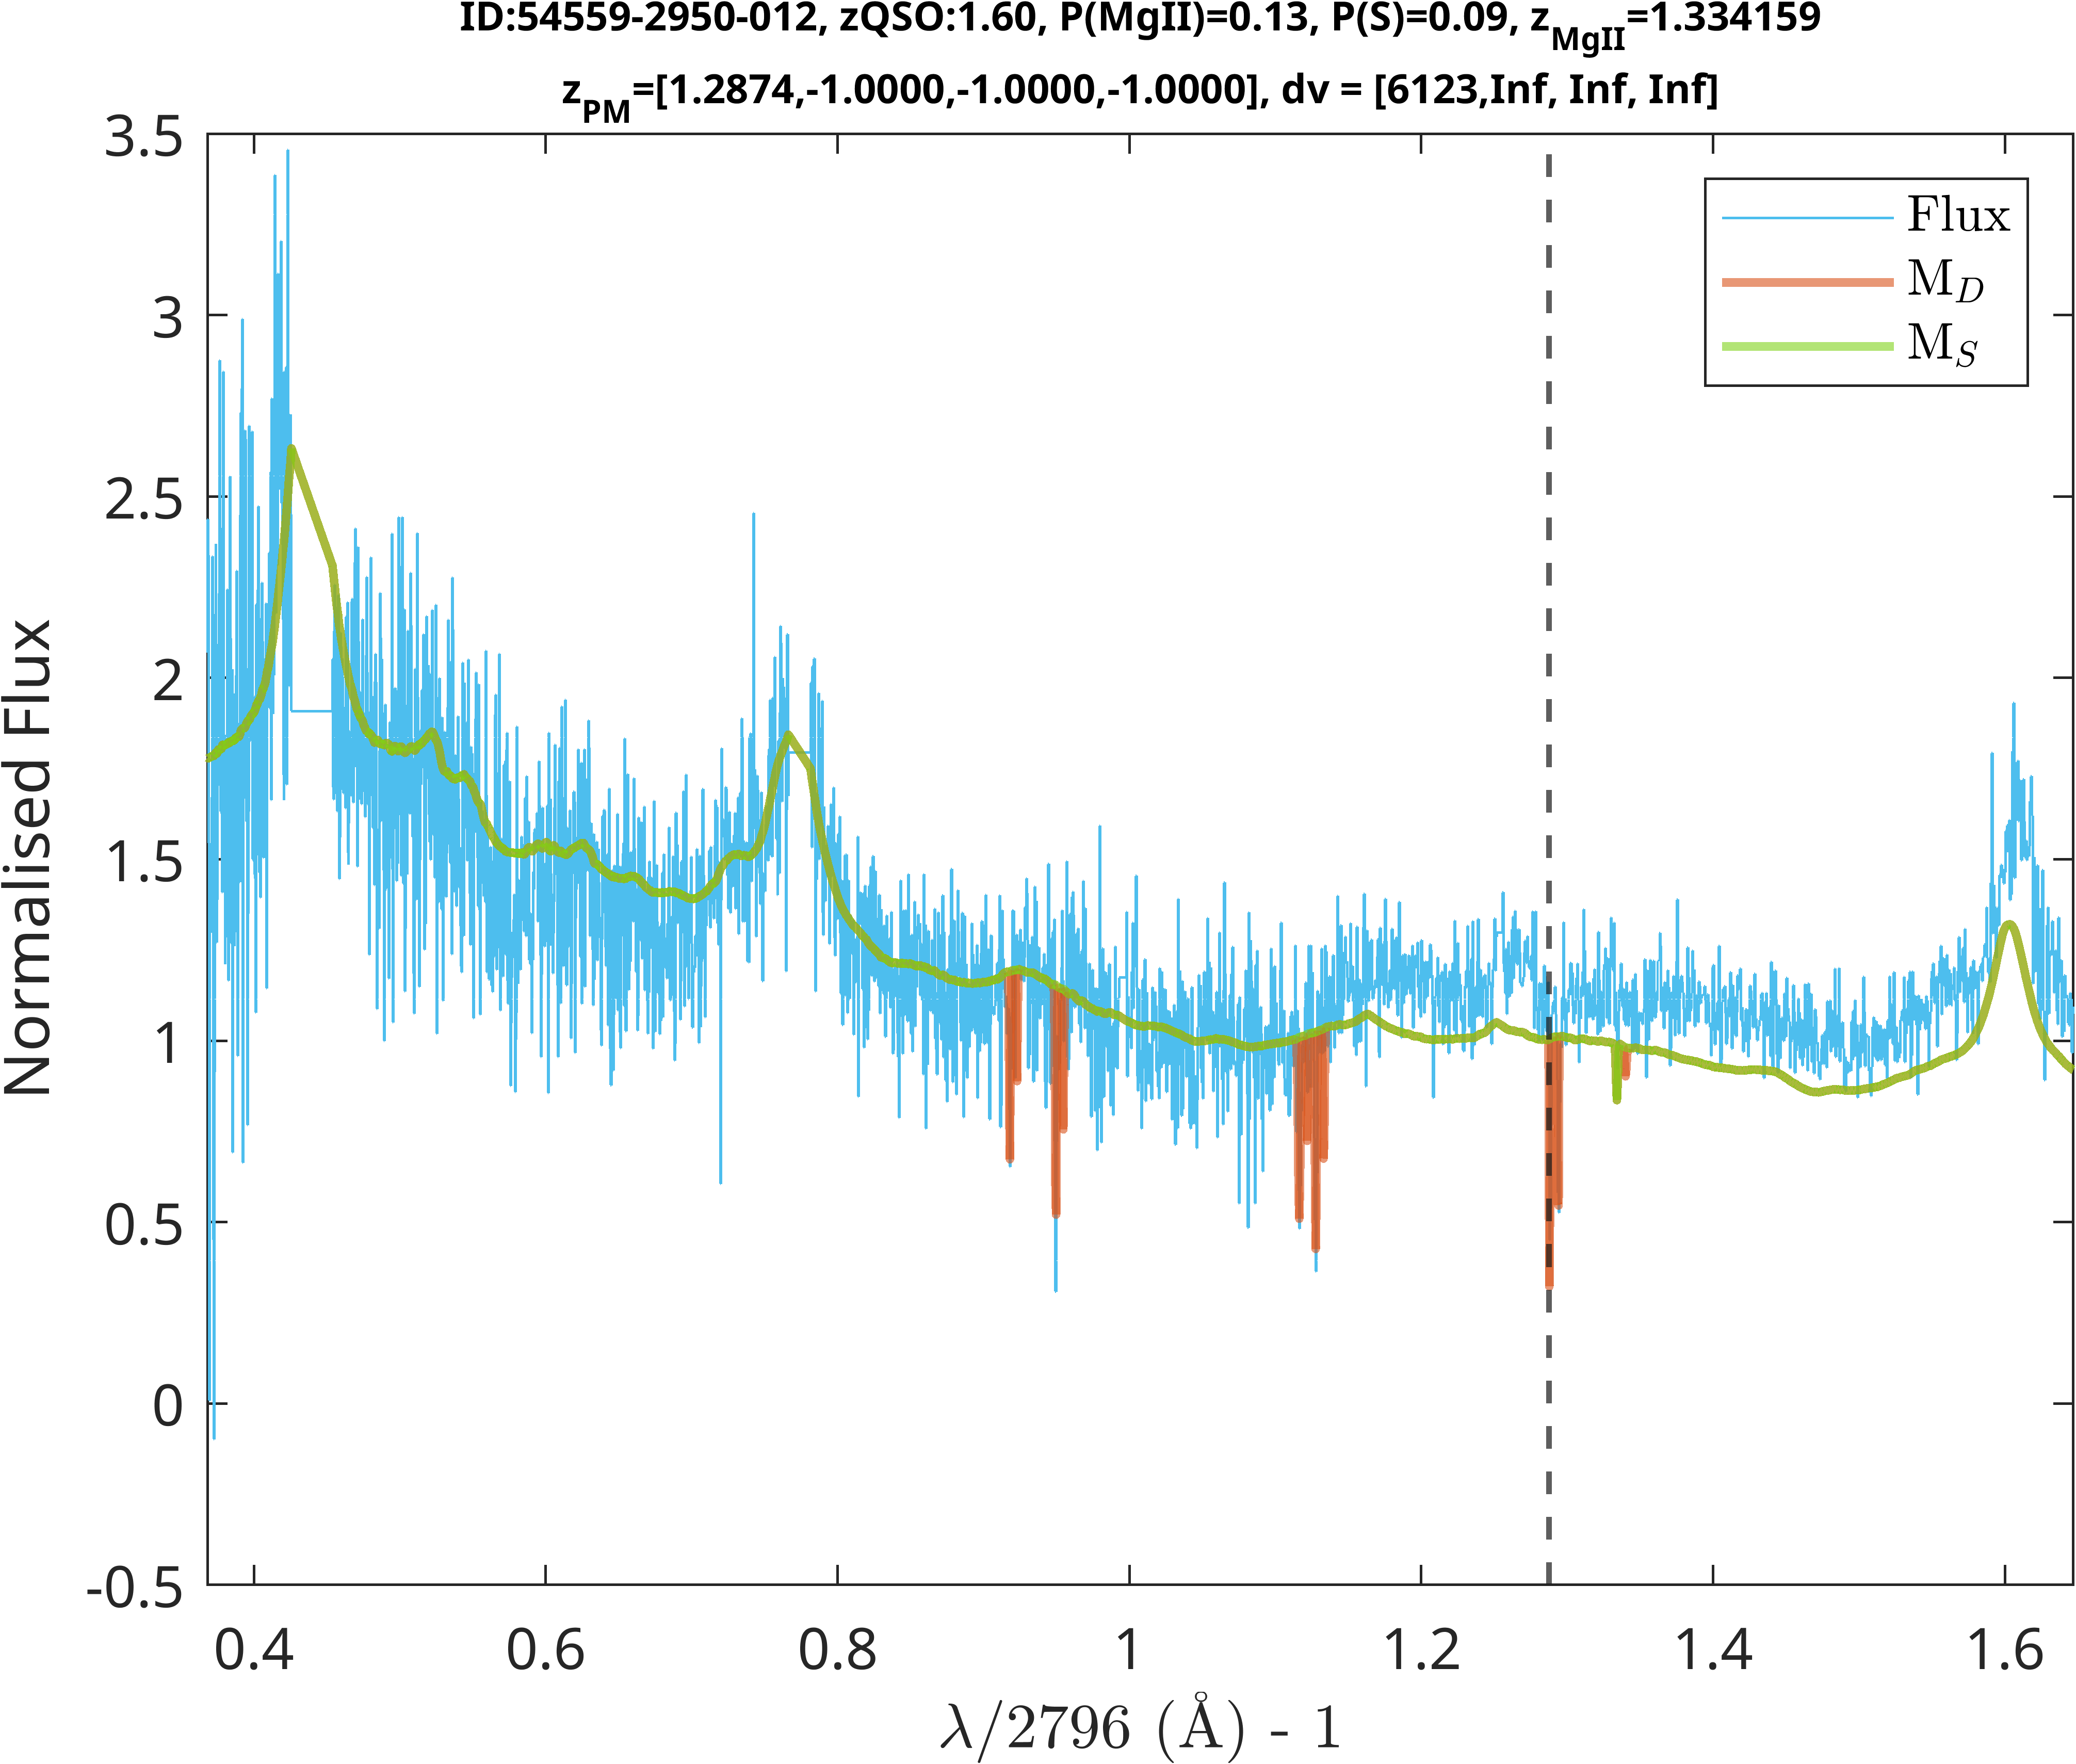 ID:54559-2950-012, zQSO:1.60, P(MgII)=0.13, P(S)=0.09, zMgII=1.334159
zPM=[1.2874,-1.0000,-1.0000,-1.0000], dv = [6123,Inf, Inf, Inf]
3.5
3
2.5
2
1.5
1
0.5
0
-0.5
Normalised Flux
Flux
MD
MS
0.4
0.6
0.8
1
1.2
1.4
1.6
λ/2796 (Å) - 1